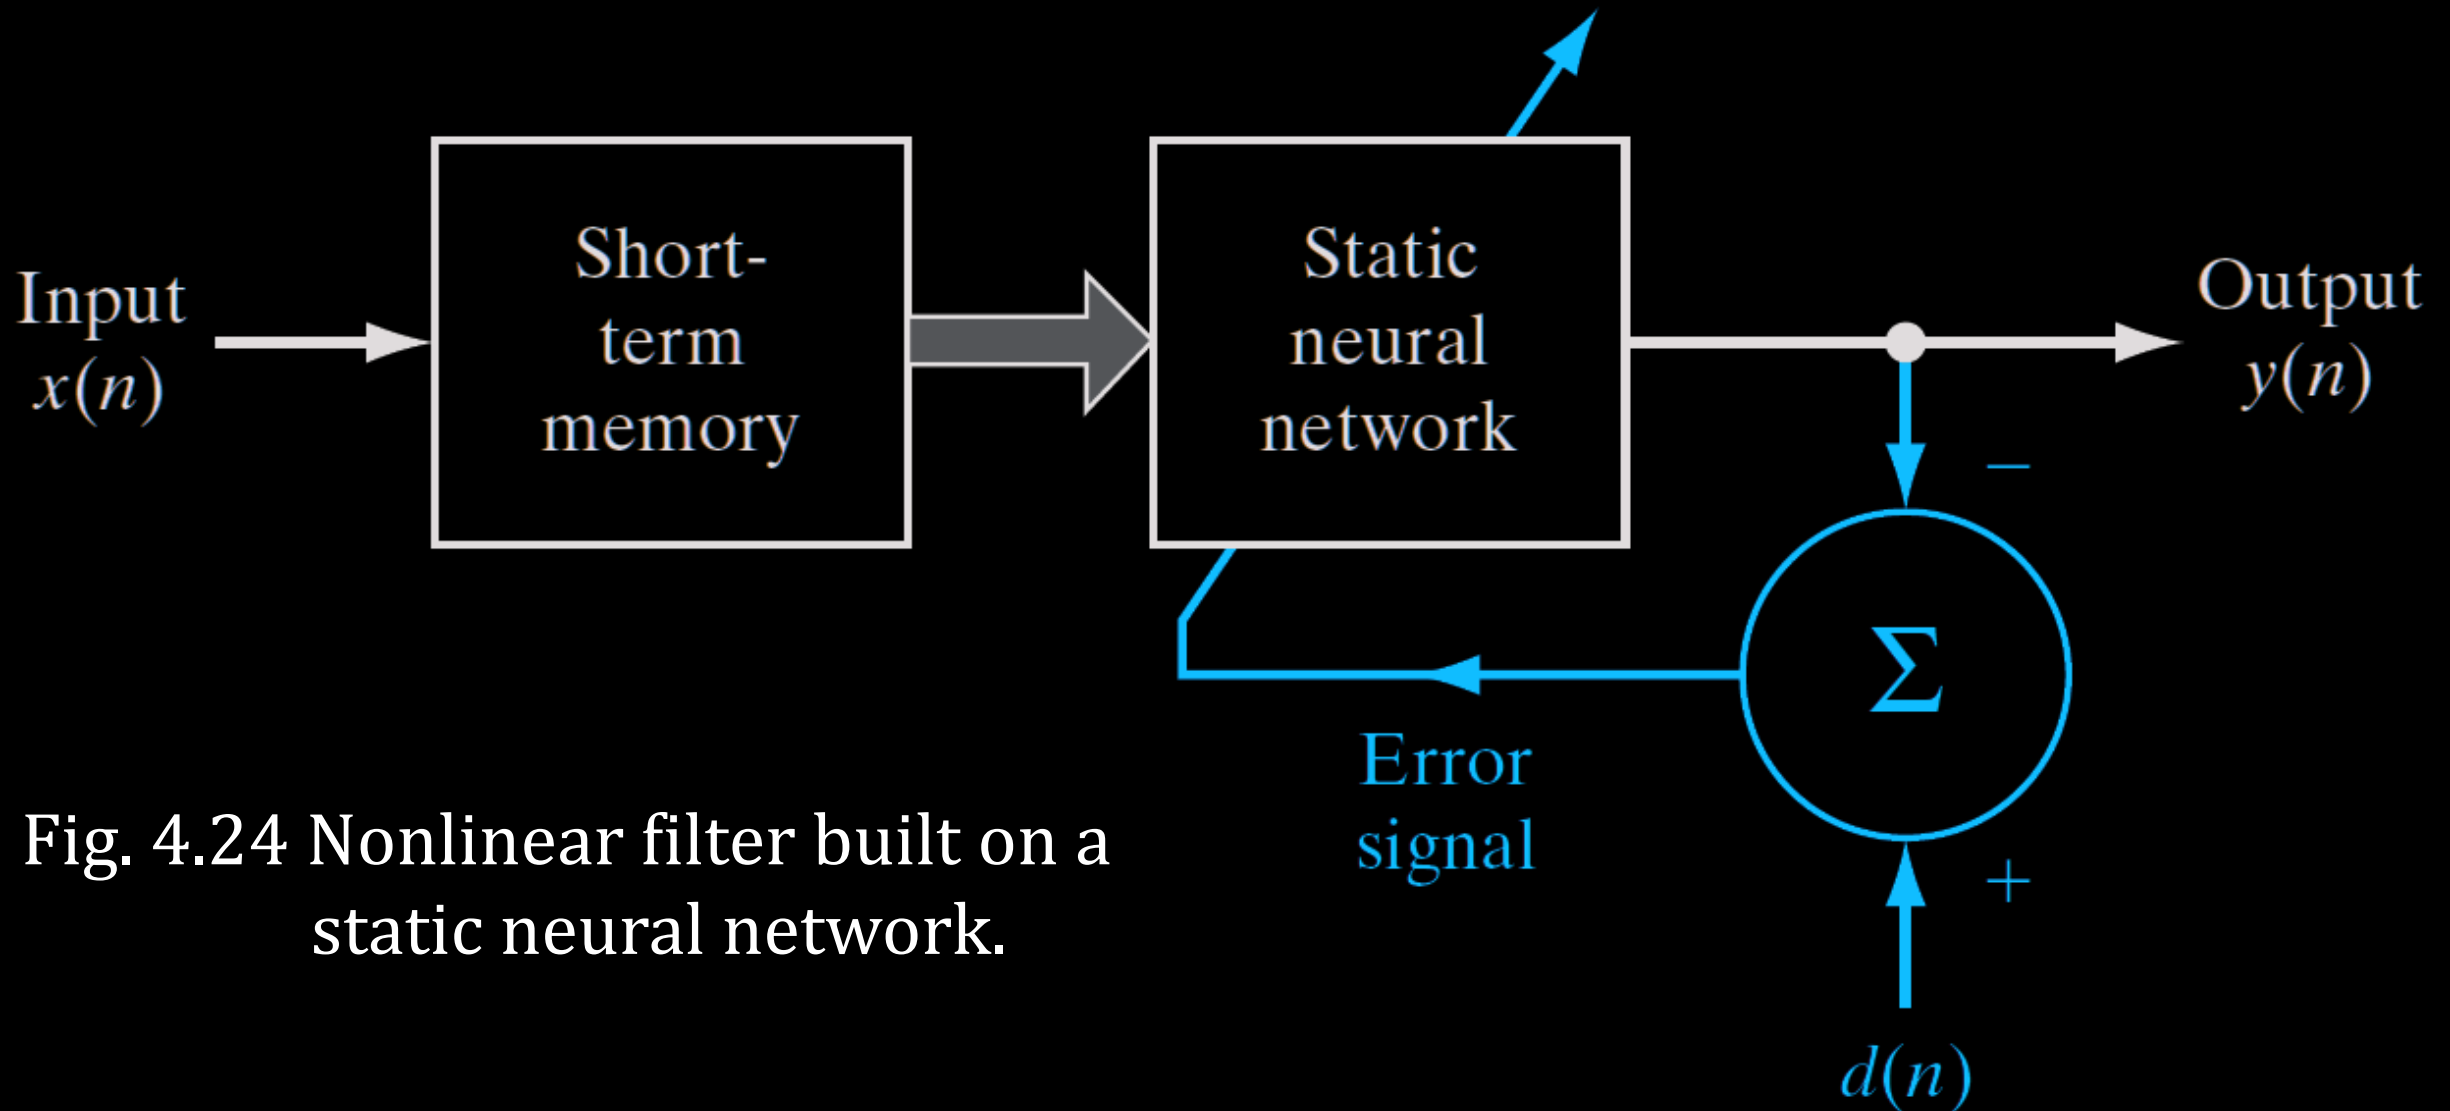 Input
x(n)
Short-
term
memory
Static
neural
network
Output
y(n)
–
Σ
Error
signal
+
d(n)
Fig. 4.24 Nonlinear filter built on a
static neural network.